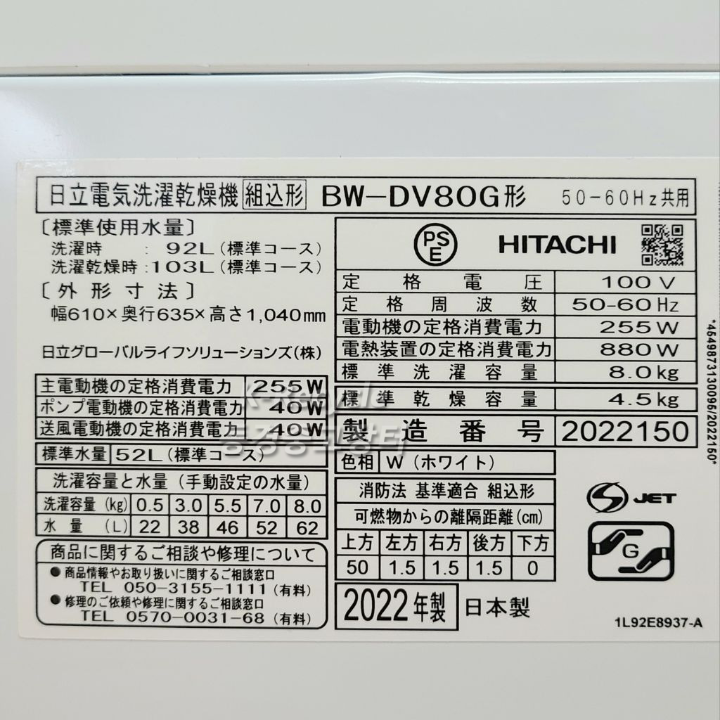 日立電気洗濯乾燥機 組込形 BW-DV80G形 50-60Hz共用
〔標準使用水量〕
洗濯時 : 92L(標準コース)
洗濯乾燥時:103L(標準コース)
〔外形寸法〕
幅610×奥行635×高さ1,040mm
日立グローバルライフソリューションズ(株)
主電動機の定格消費電力 255W
ポンプ電動機の定格消費電力 40W
送風電動機の定格消費電力 40W
標準水量 52L(標準コース)
洗濯容量と水量(手動設定の水量)
洗濯容量(kg) 0.5 3.0 5.5 7.0 8.0
水量(L) 22 38 46 52 62
商品に関するご相談や修理について
●商品情報やお取り扱いに関するご相談窓口
TEL 050-3155-1111(有料)
●修理のご依頼や修理に関するご相談窓口
TEL 0570-0031-68(有料)
PS
E
HITACHI
定格電圧 100V
定格周波数 50-60Hz
電動機の定格消費電力 255W
電熱装置の定格消費電力 880W
標準洗濯容量 8.0kg
標準乾燥容量 4.5kg
製造番号 2022150
色相 W(ホワイト)
消防法 基準適合 組込形
可燃物からの離隔距離(cm)
上方 左方 右方 後方 下方
50 1.5 1.5 1.5 0
2022年製 日本製
S JET
G
1L92E8937-A
*4549873130095/2022150*
K-Recycle